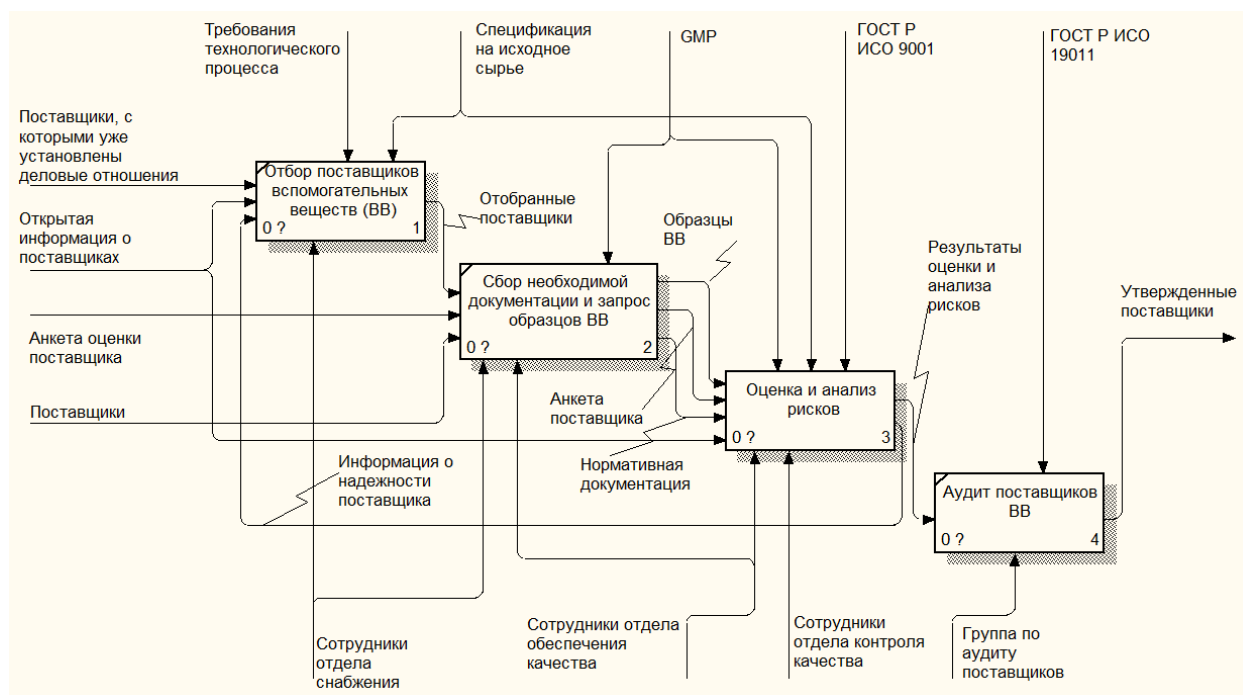 Требования
технологического
процесса
Спецификация
на исходное
сырье
GMP
ГОСТ Р
ИСО 9001
ГОСТ Р ИСО
19011
Поставщики, с
которыми уже
установлены
деловые отношения
Отбор поставщиков
вспомогательных
веществ (ВВ)
0 ?
1
Открытая
информация о
поставщиках
Отобранные
поставщики
Образцы
ВВ
Результаты
оценки и
анализа
рисков
Утвержденные
поставщики
Сбор необходимой
документации и запрос
образцов ВВ
0 ?
2
Анкета оценки
поставщика
Поставщики
Анкета
поставщика
Оценка и анализ
рисков
0 ?
3
Нормативная
документация
Информация о
надежности
поставщика
Аудит поставщиков
ВВ
0 ?
4
Сотрудники
отдела
снабжения
Сотрудники отдела
обеспечения
качества
Сотрудники
отдела контроля
качества
Группа по
аудиту
поставщиков